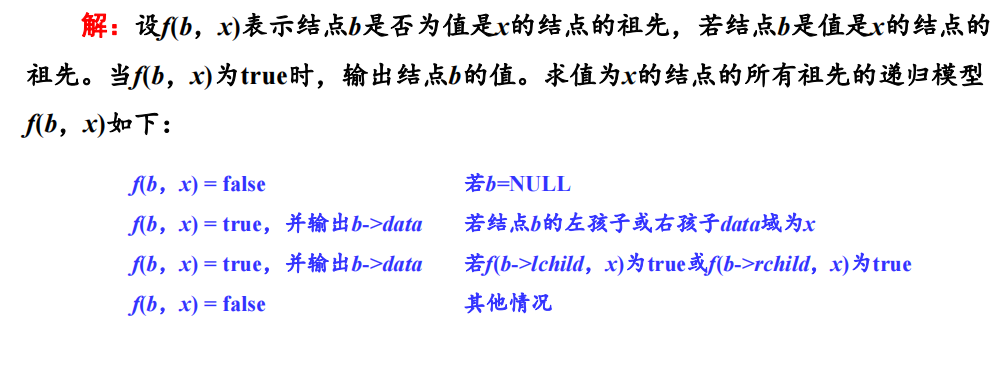 解：设f(b，x)表示结点b是否为值是x的结点的祖先，若结点b是值是x的结点的
祖先。当f(b，x)为true时，输出结点b的值。求值为x的结点的所有祖先的递归模型
f(b，x)如下：
f(b，x) = false 若b=NULL
f(b，x) = true，并输出b->data 若结点b的左孩子或右孩子data域为x
f(b，x) = true，并输出b->data 若f(b->lchild，x)为true或f(b->rchild，x)为true
f(b，x) = false 其他情况